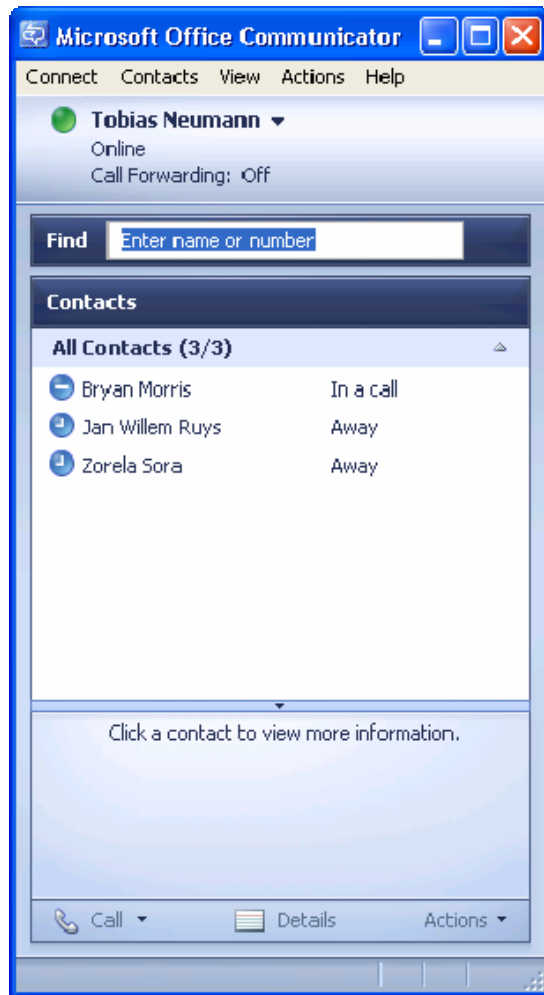 Microsoft Office Communicator
Connect Contacts View Actions Help
Tobias Neumann
Online
Call Forwarding: Off
Find Enter name or number
Contacts
All Contacts (3/3)
Bryan Morris In a call
Jan Willem Ruys Away
Zorela Sora Away
Click a contact to view more information.
Call Details Actions